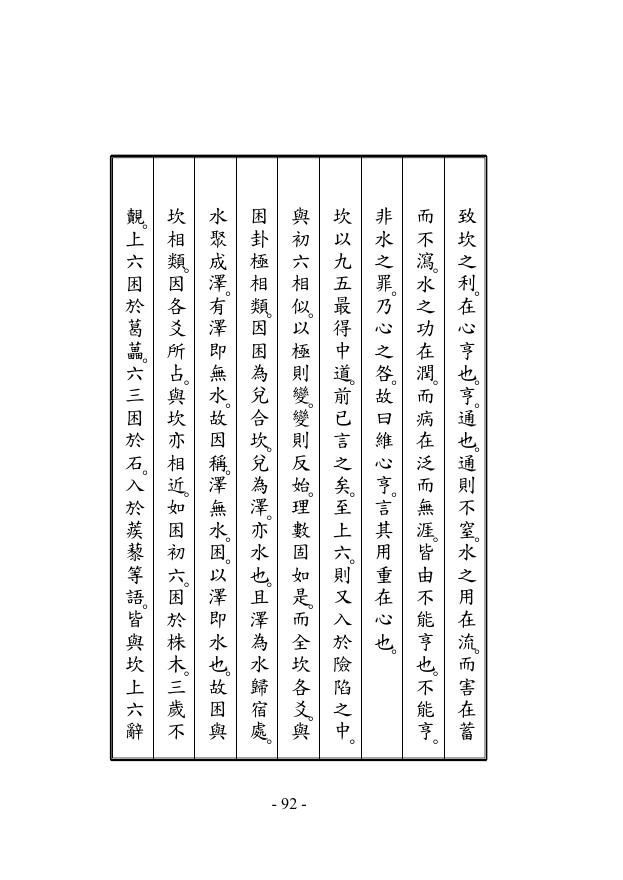 致坎之利。在心亨也。亨。通也。通則不窒。水之用在流。而害在蓄
而不瀉。水之功在潤。而病在泛而無涯。皆由不能亨也。不能亨。
非水之罪。乃心之咎。故曰維心亨。言其用重在心也。
坎以九五最得中道。前已言之矣。至上六。則又入於險陷之中。
與初六相似。以極則變。變則反始。理數固如是。而全坎各爻。與
困卦極相類。因困為兌合坎。兌為澤。亦水也。且澤為水歸宿處。
水聚成澤。有澤即無水。故因稱。澤無水。困。以澤即水也。故困與
坎相類。因各爻所占。與坎亦相近。如困初六。困於株木。三歲不
覿。上六困於葛藟。六三困於石。入於蒺藜等語。皆與坎上六辭
- 92 -